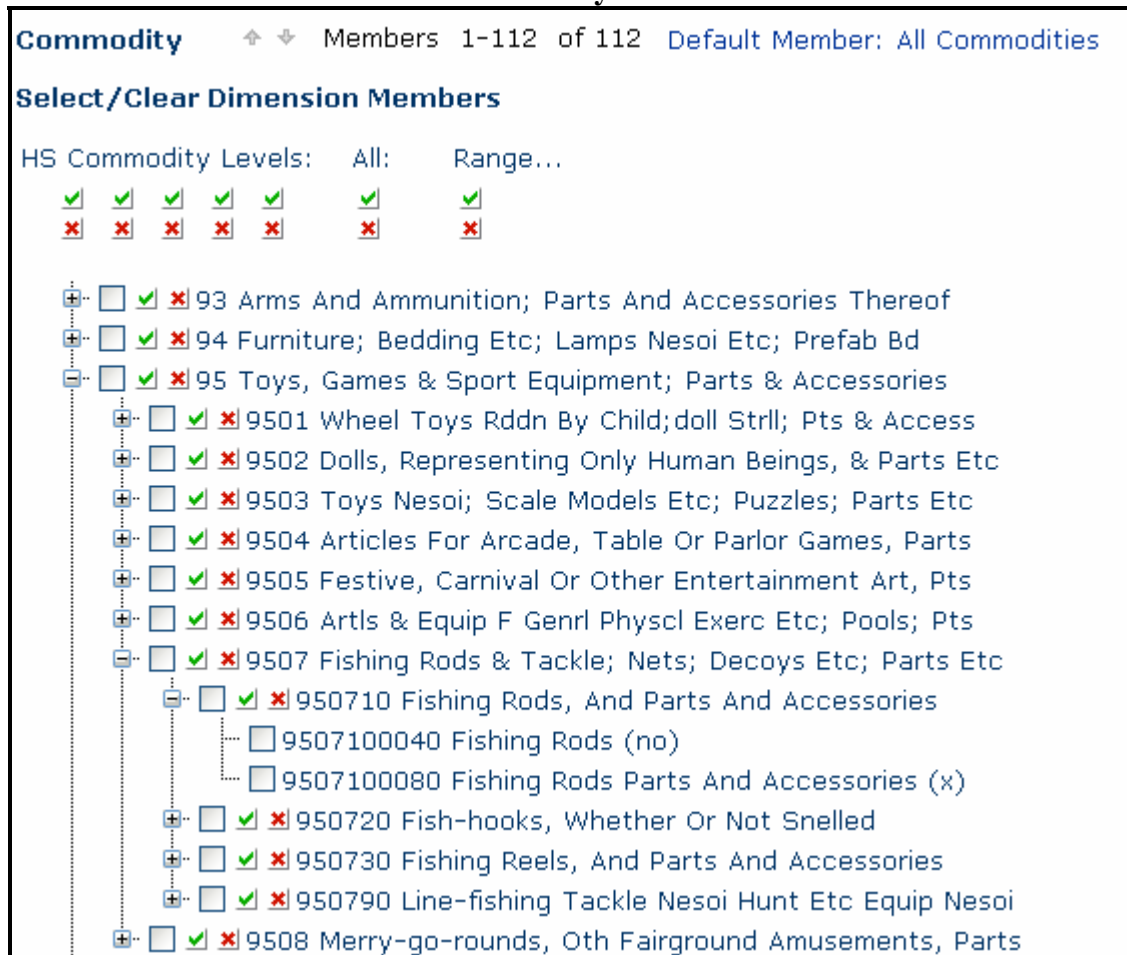 Commodity Members 1-112 of 112 Default Member: All Commodities
Select/Clear Dimension Members
HS Commodity Levels: All: Range...
93 Arms And Ammunition; Parts And Accessories Thereof
94 Furniture; Bedding Etc; Lamps Nesoi Etc; Prefab Bd
95 Toys, Games & Sport Equipment; Parts & Accessories
9501 Wheel Toys Rddn By Child;doll Strll; Pts & Access
9502 Dolls, Representing Only Human Beings, & Parts Etc
9503 Toys Nesoi; Scale Models Etc; Puzzles; Parts Etc
9504 Articles For Arcade, Table Or Parlor Games, Parts
9505 Festive, Carnival Or Other Entertainment Art, Pts
9506 Artls & Equip F Genrl Physcl Exerc Etc; Pools; Pts
9507 Fishing Rods & Tackle; Nets; Decoys Etc; Parts Etc
950710 Fishing Rods, And Parts And Accessories
9507100040 Fishing Rods (no)
9507100080 Fishing Rods Parts And Accessories (x)
950720 Fish-hooks, Whether Or Not Snelled
950730 Fishing Reels, And Parts And Accessories
950790 Line-fishing Tackle Nesoi Hunt Etc Equip Nesoi
9508 Merry-go-rounds, Oth Fairground Amusements, Parts